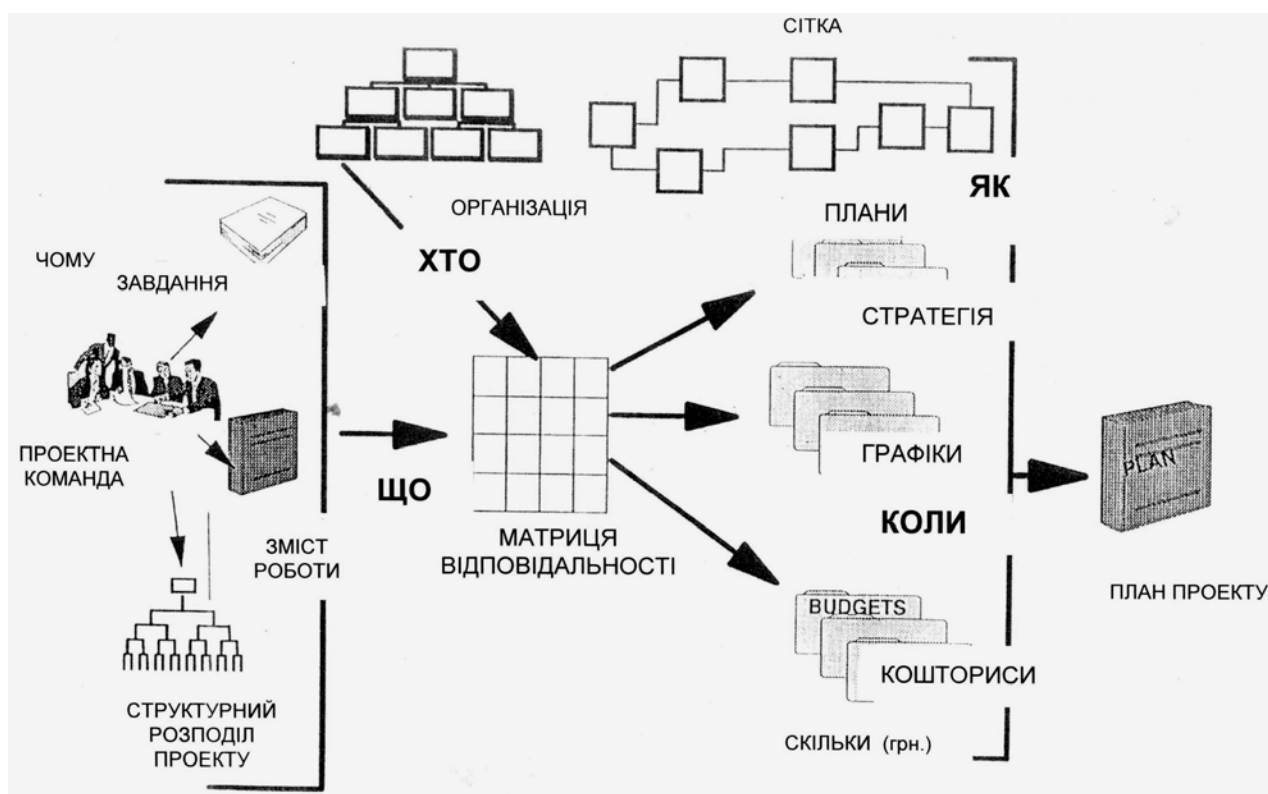 СІТКА
ЯК
ОРГАНІЗАЦІЯ
ПЛАНИ
ЧОМУ
ХТО
ЗАВДАННЯ
СТРАТЕГІЯ
ПРОЕКТНА
КОМАНДА
ГРАФІКИ
PLAN
ЩО
КОЛИ
МАТРИЦЯ
ВІДПОВІДАЛЬНОСТІ
ЗМІСТ
РОБОТИ
ПЛАН ПРОЕКТУ
BUDGETS
КОШТОРИСИ
СТРУКТУРНИЙ
РОЗПОДІЛ
ПРОЕКТУ
СКІЛЬКИ (грн.)